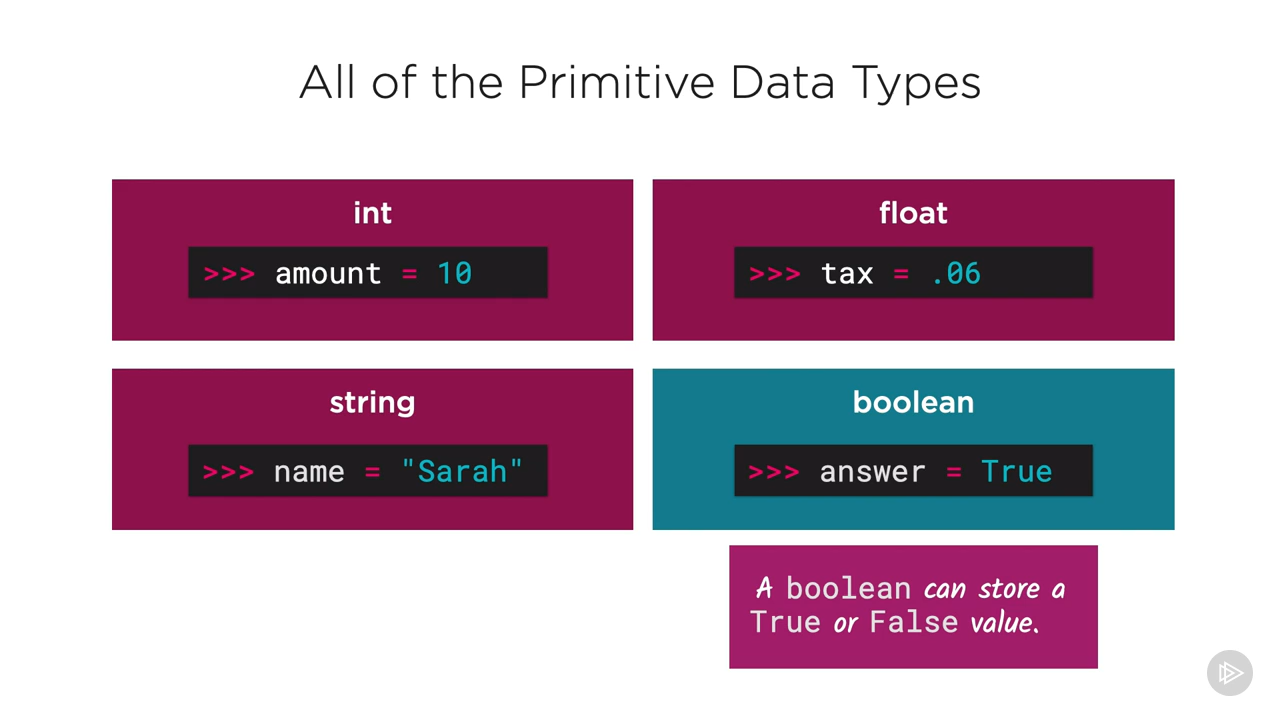 All of the Primitive Data Types
int
>>> amount = 10
float
>>> tax = .06
string
>>> name = "Sarah"
boolean
>>> answer = True
A boolean can store a
True or False value.